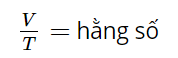 V/T = hằng số